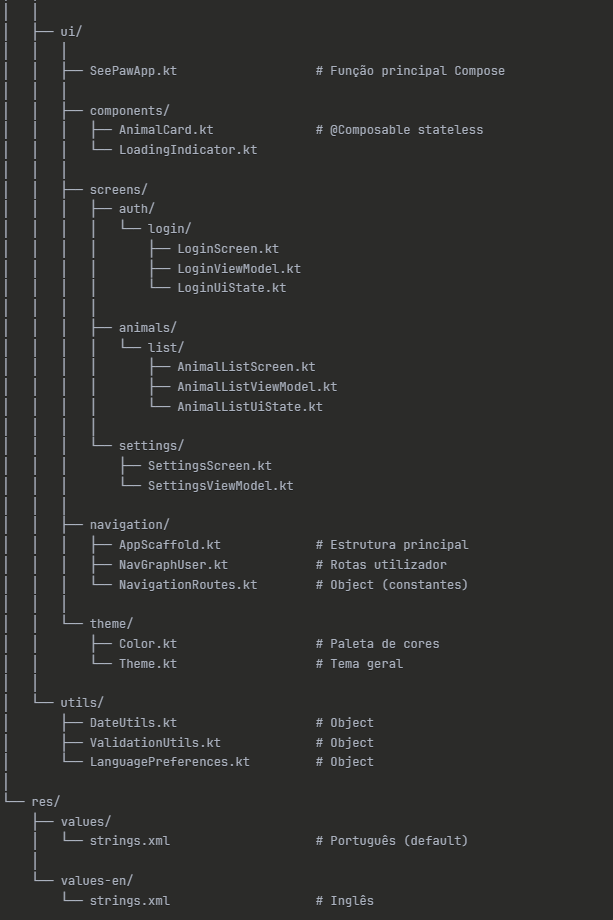 │   │
│   ├── ui/
│   │   │
│   │   ├── SeePawApp.kt                   # Função principal Compose
│   │   │
│   │   ├── components/
│   │   │   ├── AnimalCard.kt              # @Composable stateless
│   │   │   └── LoadingIndicator.kt
│   │   │
│   │   ├── screens/
│   │   │   ├── auth/
│   │   │   │   └── login/
│   │   │   │       ├── LoginScreen.kt
│   │   │   │       ├── LoginViewModel.kt
│   │   │   │       └── LoginUiState.kt
│   │   │   │
│   │   │   ├── animals/
│   │   │   │   └── list/
│   │   │   │       ├── AnimalListScreen.kt
│   │   │   │       ├── AnimalListViewModel.kt
│   │   │   │       └── AnimalListUiState.kt
│   │   │   │
│   │   │   └── settings/
│   │   │       ├── SettingsScreen.kt
│   │   │       └── SettingsViewModel.kt
│   │   │
│   │   ├── navigation/
│   │   │   ├── AppScaffold.kt             # Estrutura principal
│   │   │   ├── NavGraphUser.kt            # Rotas utilizador
│   │   │   └── NavigationRoutes.kt        # Object (constantes)
│   │   │
│   │   └── theme/
│   │       ├── Color.kt                   # Paleta de cores
│   │       └── Theme.kt                   # Tema geral
│   │
│   └── utils/
│       ├── DateUtils.kt                   # Object
│       ├── ValidationUtils.kt             # Object
│       └── LanguagePreferences.kt         # Object
│
└── res/
    ├── values/
    │   └── strings.xml                    # Português (default)
    │
    └── values-en/
        └── strings.xml                    # Inglês